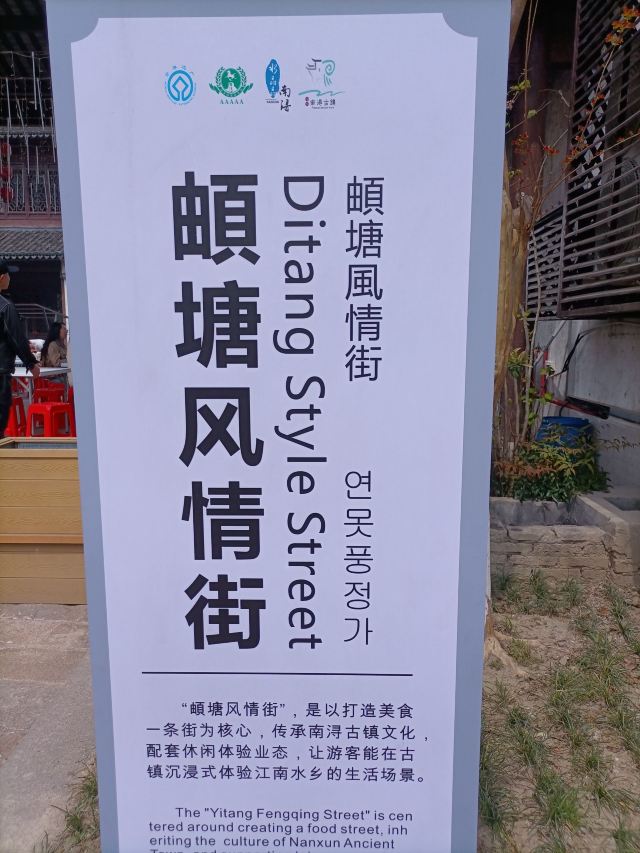 AAAAA
南浔
頔塘风情街
Ditang Style Street
頔塘風情街
연못풍정가
“頔塘风情街”，是以打造美食
一条街为核心，传承南浔古镇文化，
配套休闲体验业态，让游客能在古
镇沉浸式体验江南水乡的生活场景。
The "Yitang Fengqing Street" is cen
tered around creating a food street, inh
eriting the culture of Nanxun Ancient